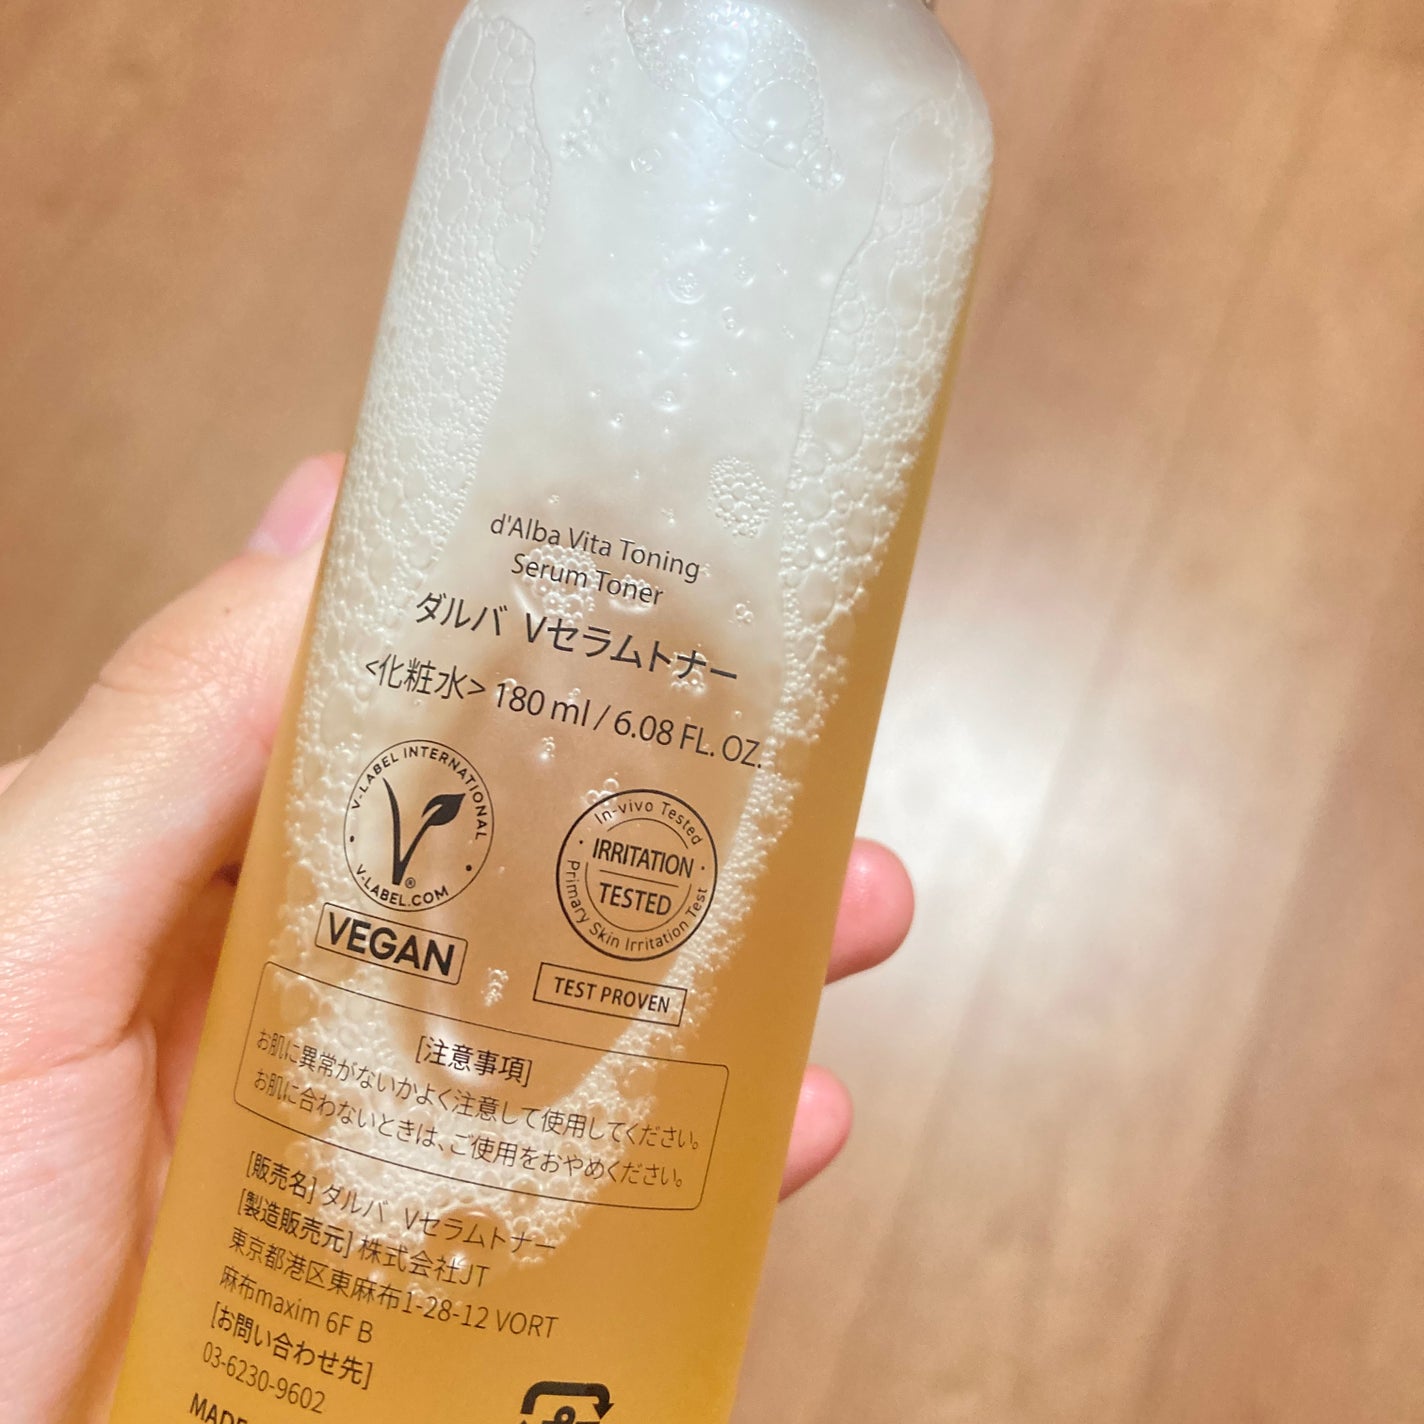 d'Alba Vita Toning
Serum Toner
ダルバ Vセラムトナー
<化粧水> 180 ml / 6.08 FL. OZ.
V-LABEL INTERNATIONAL
V-LABEL.COM
VEGAN
In-vivo Tested
IRRITATION
TESTED
Primary Skin Irritation Test
TEST PROVEN
[注意事項]
お肌に異常がないかよく注意して使用してください。
お肌に合わないときは、ご使用をおやめください。
[販売名] ダルバ Vセラムトナー
[製造販売元] 株式会社JT
東京都港区東麻布1-28-12 VORT
麻布maxim 6F B
[お問い合わせ先]
03-6230-9602
MADE